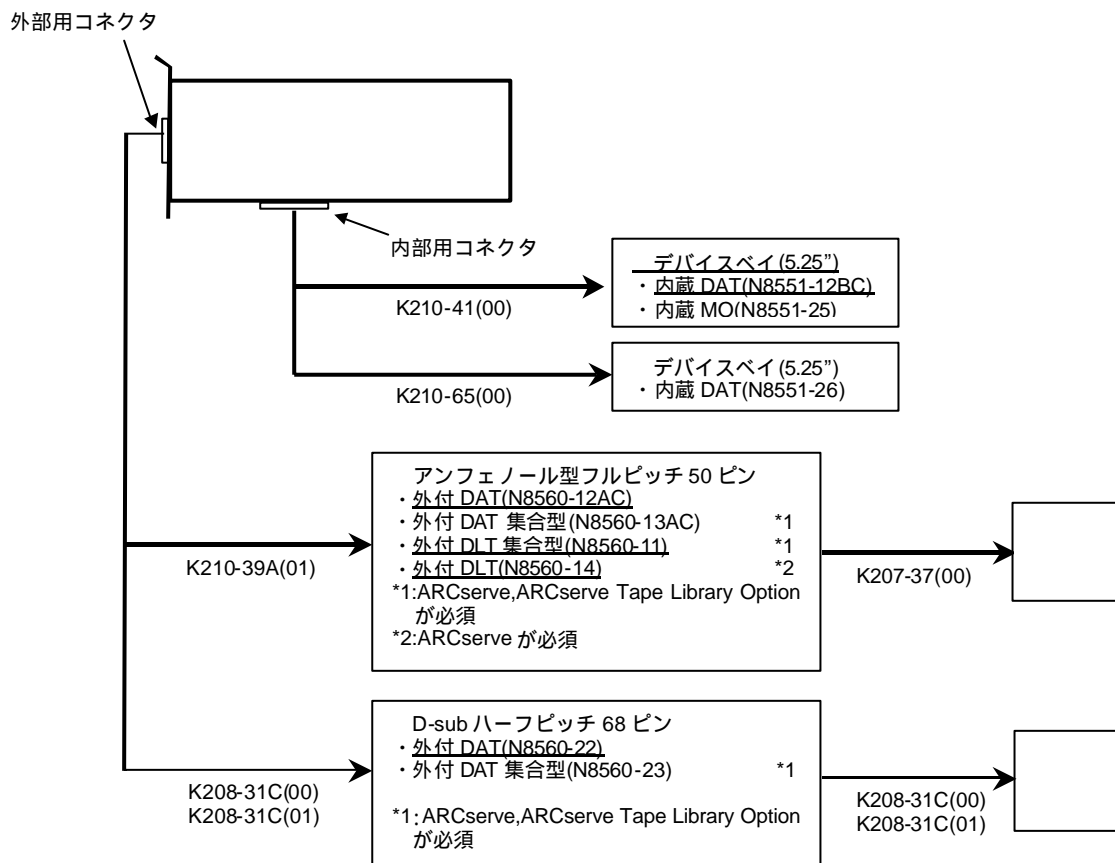 外部用コネクタ
内部用コネクタ
K210-41(00)
デバイスベイ(5.25”)
・内蔵 DAT(N8551-12BC)
・内蔵 MO(N8551-25)
K210-65(00)
デバイスベイ(5.25”)
・内蔵 DAT(N8551-26)
K210-39A(01)
アンフェノール型フルピッチ 50 ピン
・外付 DAT(N8560-12AC)
・外付 DAT 集合型(N8560-13AC) *1
・外付 DLT 集合型(N8560-11) *1
・外付 DLT(N8560-14) *2
*1:ARCserve,ARCserve Tape Library Option
が必須
*2:ARCserve が必須
K207-37(00)
K208-31C(00)
K208-31C(01)
D-sub ハーフピッチ 68 ピン
・外付 DAT(N8560-22)
・外付 DAT 集合型(N8560-23) *1
*1:ARCserve,ARCserve Tape Library Option
が必須
K208-31C(00)
K208-31C(01)